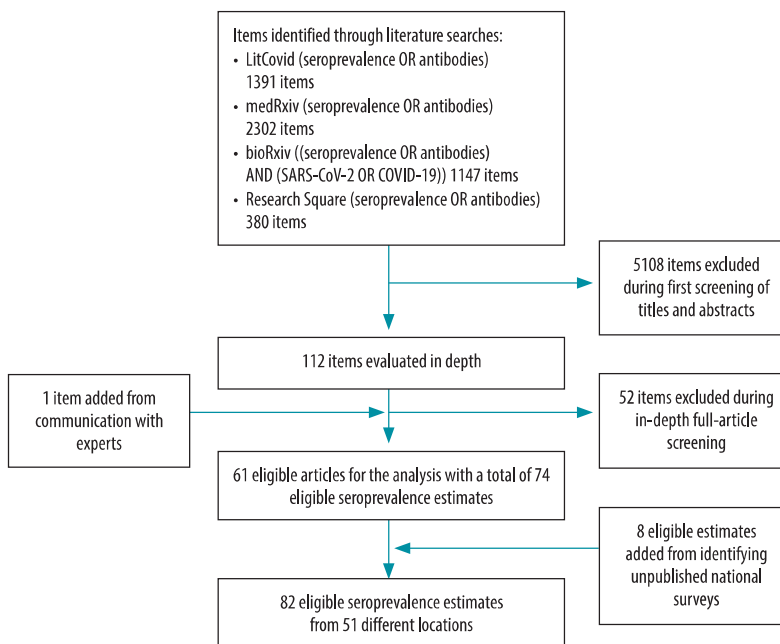 Items identified through literature searches:
• LitCovid (seroprevalence OR antibodies)
1391 items
• medRxiv (seroprevalence OR antibodies)
2302 items
• bioRxiv ((seroprevalence OR antibodies)
AND (SARS-CoV-2 OR COVID-19)) 1147 items
• Research Square (seroprevalence OR antibodies)
380 items
5108 items excluded
during first screening of
titles and abstracts
112 items evaluated in depth
1 item added from
communication with
experts
52 items excluded during
in-depth full-article
screening
61 eligible articles for the analysis with a total of 74
eligible seroprevalence estimates
8 eligible estimates
added from identifying
unpublished national
surveys
82 eligible seroprevalence estimates
from 51 different locations